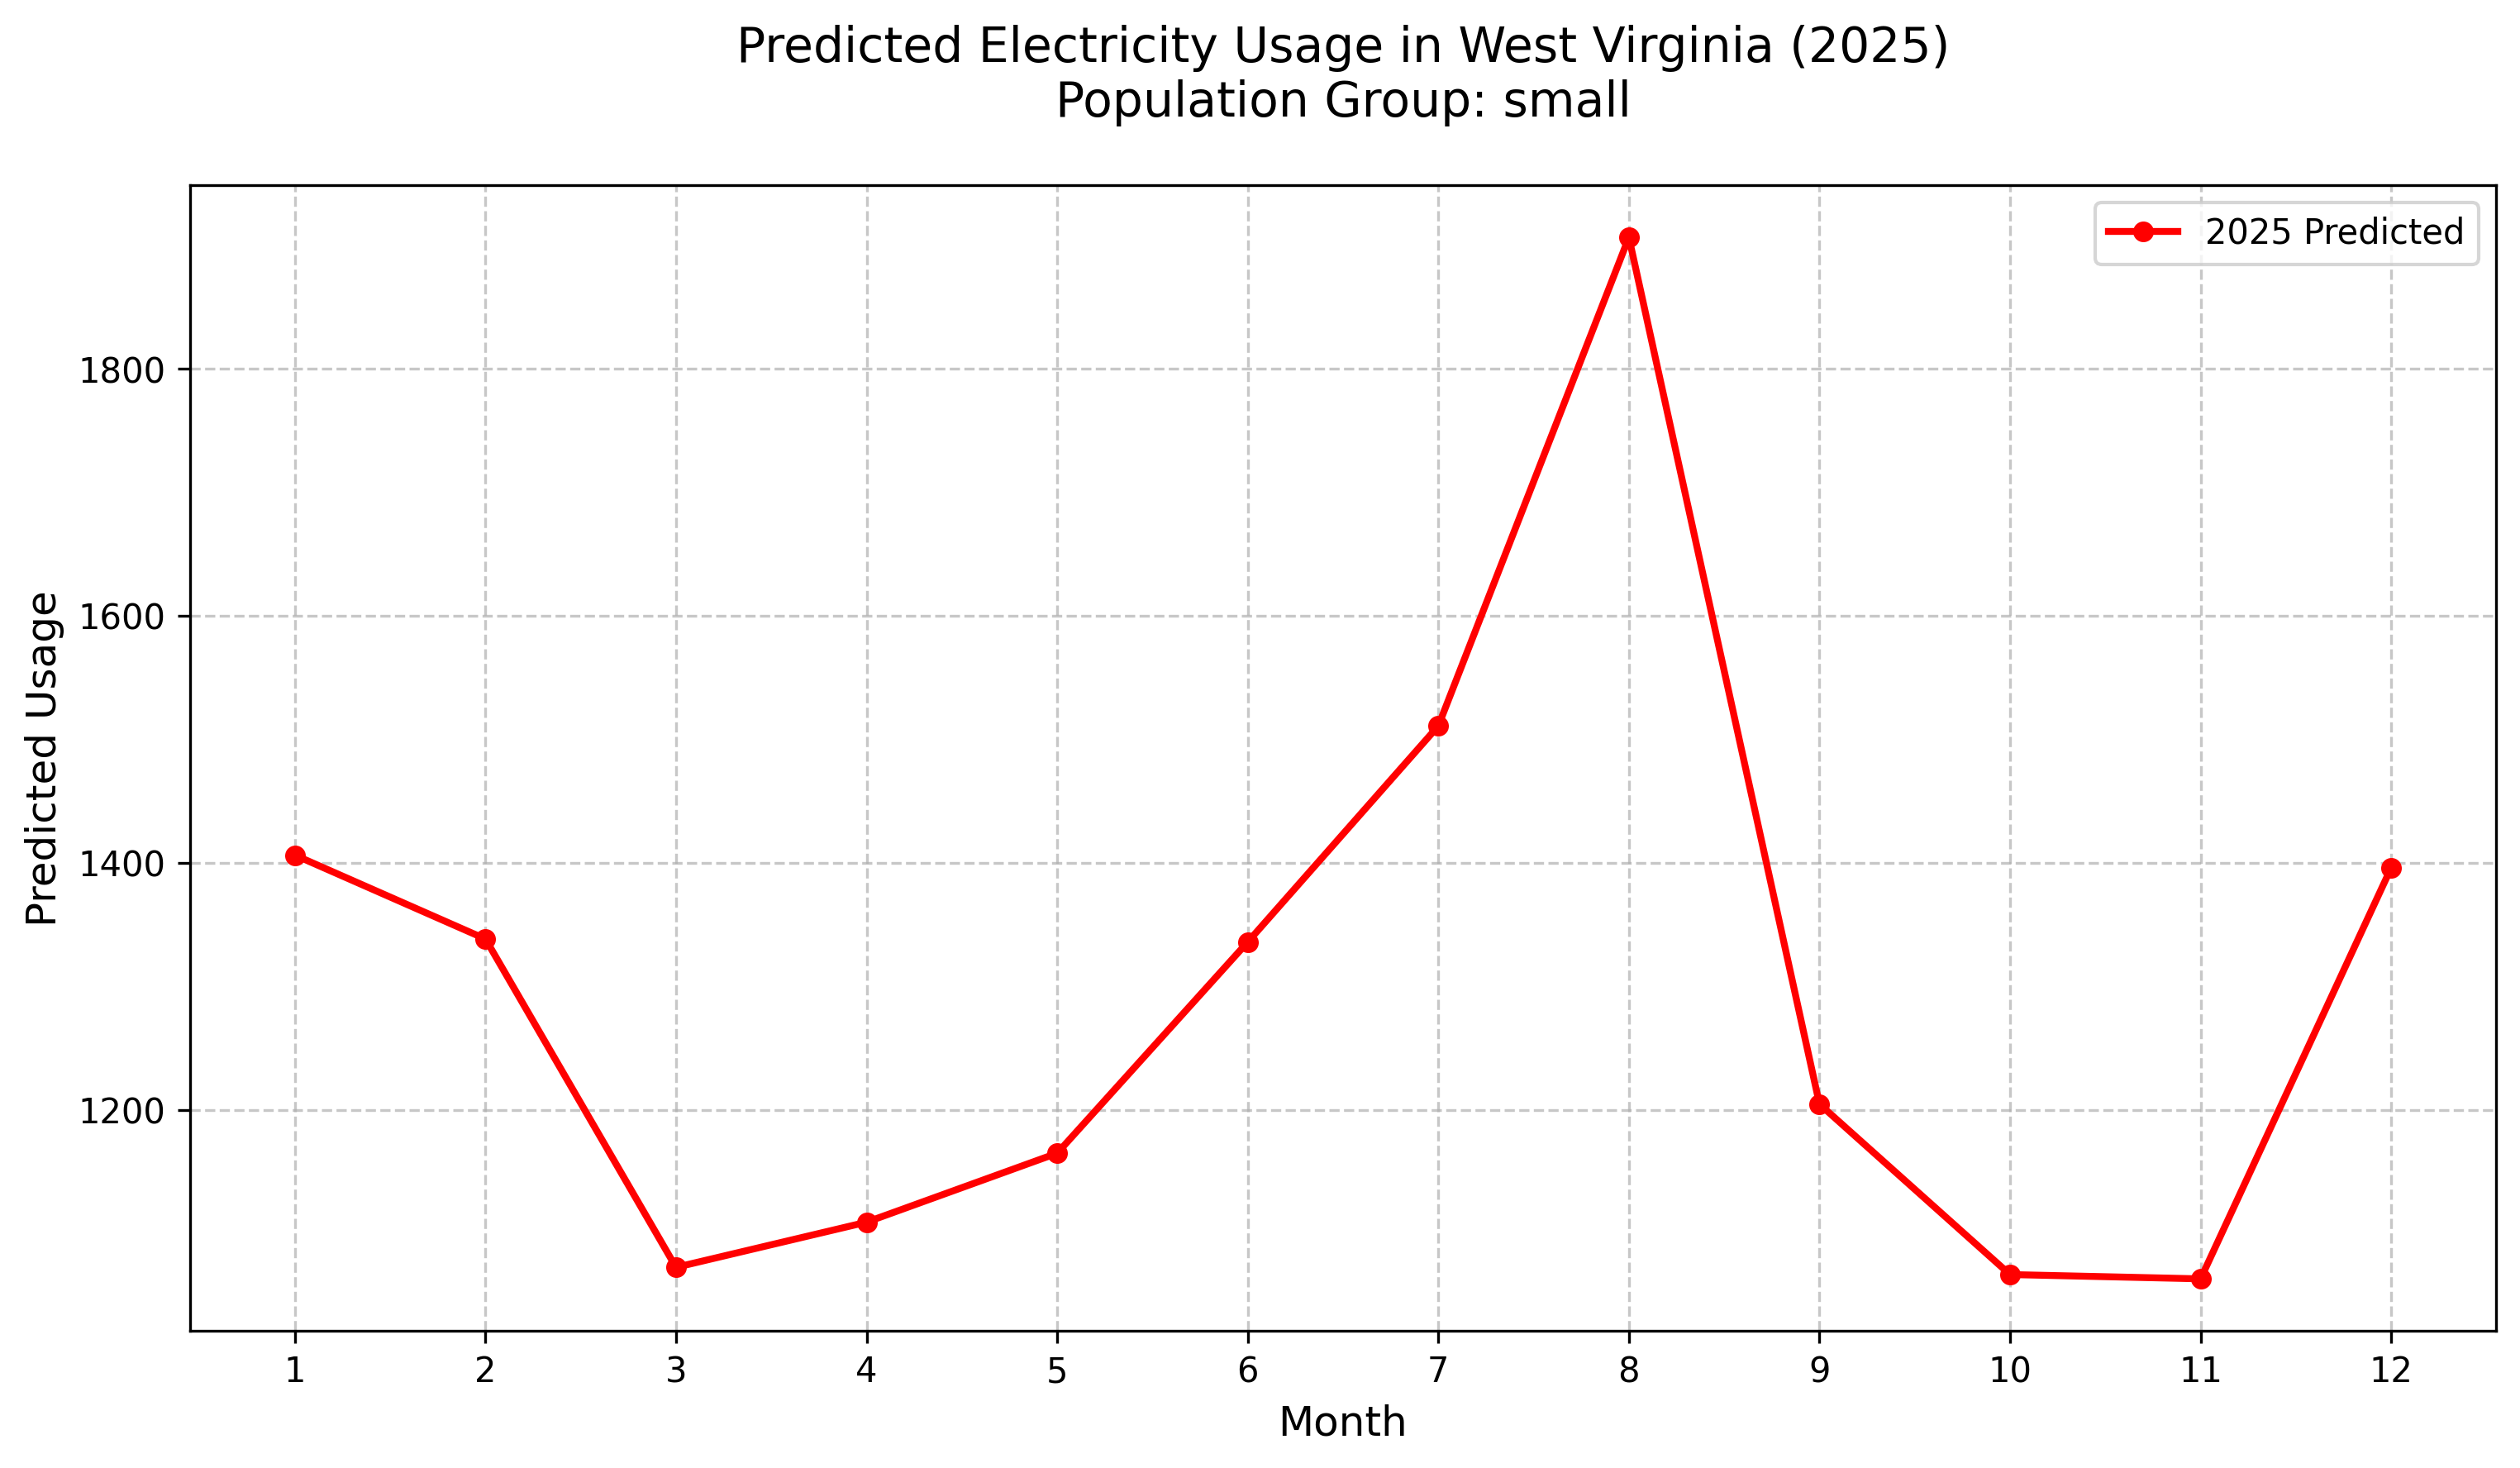 Predicted Electricity Usage in West Virginia (2025)
Population Group: small
2025 Predicted
Predicted Usage
1800
1600
1400
1200
1 2 3 4 5 6 7 8 9 10 11 12
Month